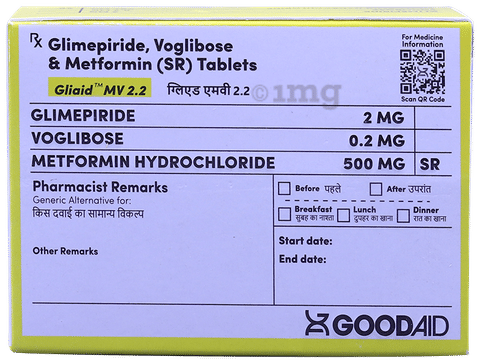 Rx Glimepiride, Voglibose
& Metformin (SR) Tablets
Gliaid™ MV 2.2 ग्लिएड एमवी 2.2
For Medicine
Information
Scan QR Code
©1mg
GLIMEPIRIDE 2 MG
VOGLIBOSE 0.2 MG
METFORMIN HYDROCHLORIDE 500 MG SR
Pharmacist Remarks
Generic Alternative for:
किस दवाई का सामान्य विकल्प
Other Remarks
Before पहले After उपरांत
Breakfast Lunch Dinner
सुबह का नाश्ता दुपहर का खाना रात का खाना
Start date:
End date:
GOODAID